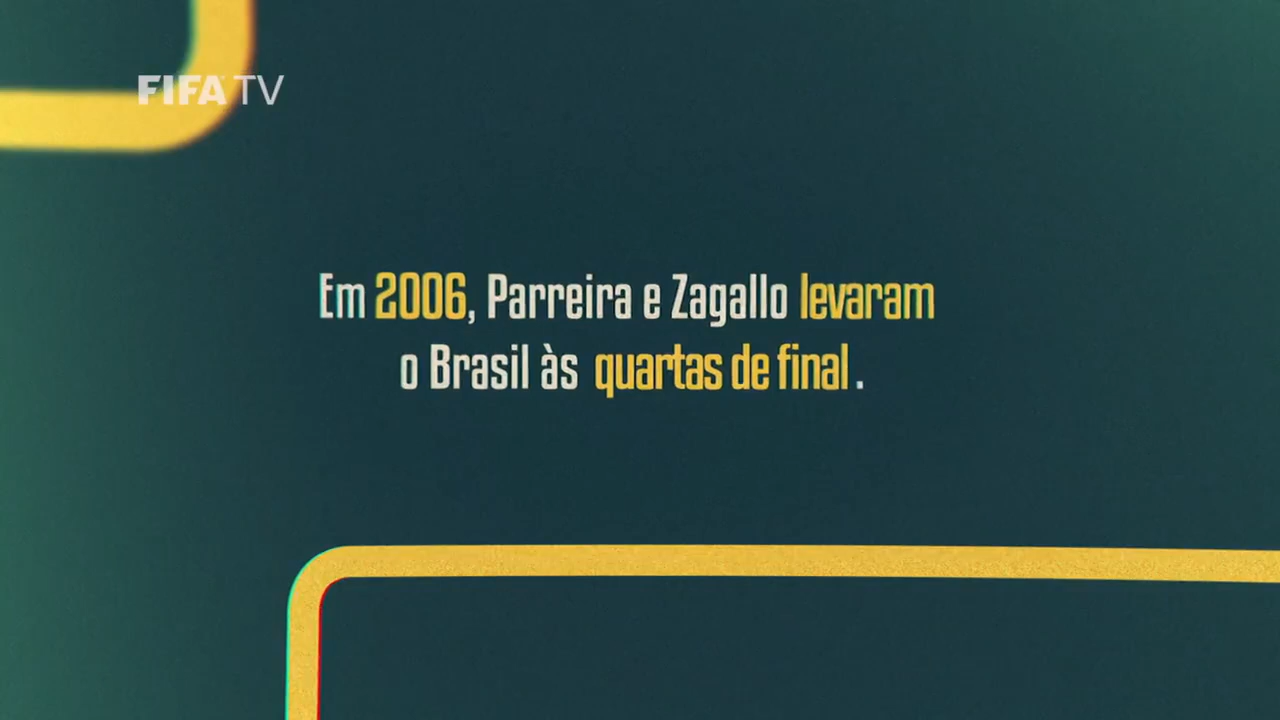 FIFA TV
Em 2006, Parreira e Zagallo levaram
o Brasil às quartas de final.